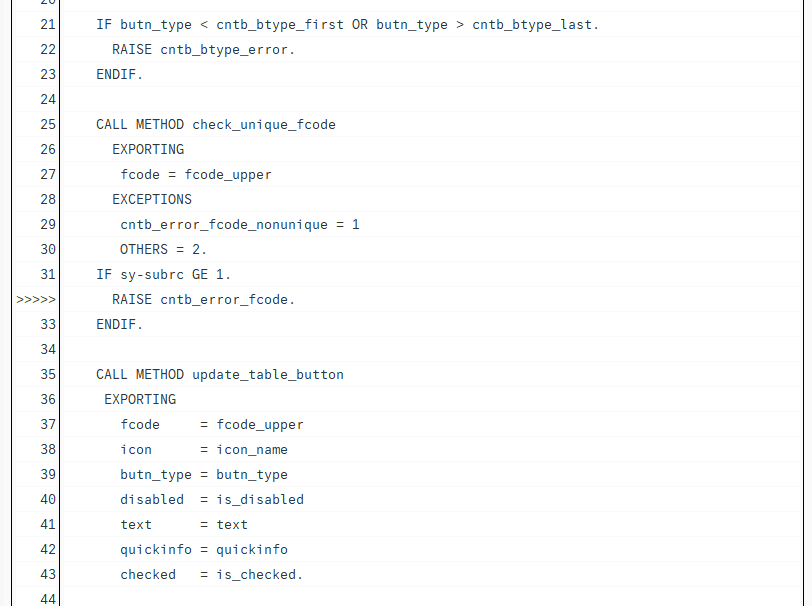 20
21 IF butn_type < cntb_btype_first OR butn_type > cntb_btype_last.
22 RAISE cntb_btype_error.
23 ENDIF.
24
25 CALL METHOD check_unique_fcode
26 EXPORTING
27 fcode = fcode_upper
28 EXCEPTIONS
29 cntb_error_fcode_nonunique = 1
30 OTHERS = 2.
31 IF sy-subrc GE 1.
>>>>> RAISE cntb_error_fcode.
33 ENDIF.
34
35 CALL METHOD update_table_button
36 EXPORTING
37 fcode = fcode_upper
38 icon = icon_name
39 butn_type = butn_type
40 disabled = is_disabled
41 text = text
42 quickinfo = quickinfo
43 checked = is_checked.
44